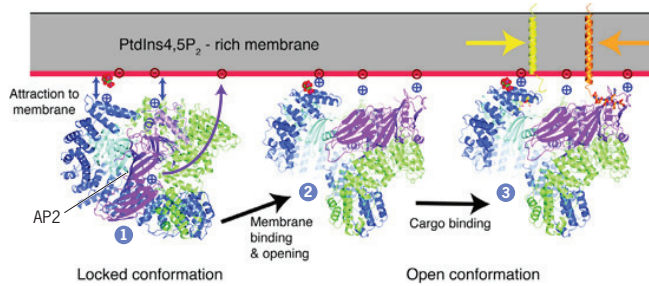 PtdIns4,5P2 - rich membrane
Attraction to
membrane
AP2
1
2
3
Membrane
binding
& opening
Cargo binding
Locked conformation
Open conformation